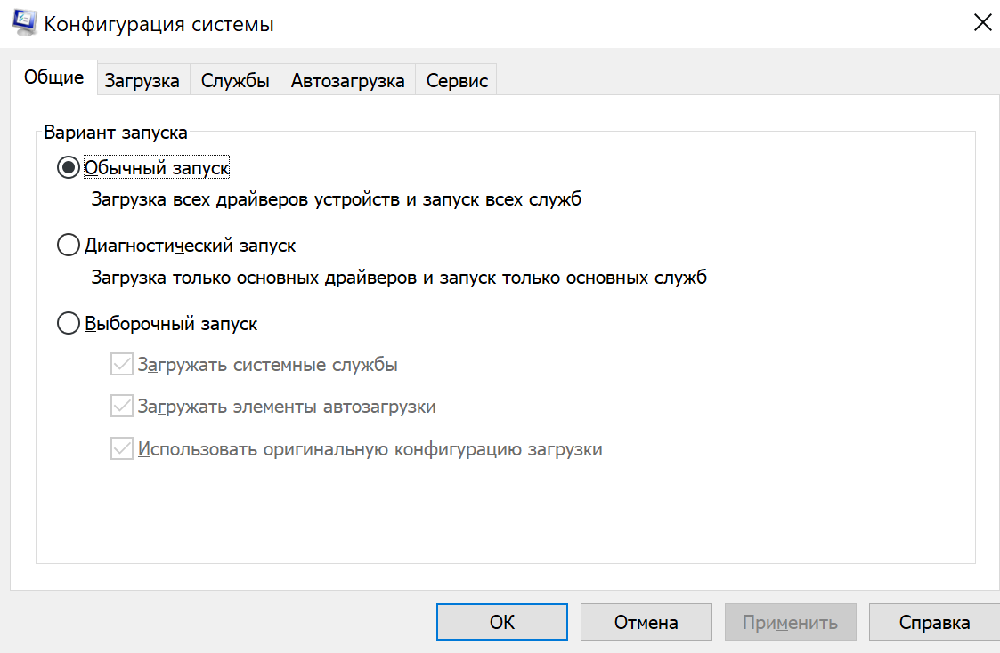 Конфигурация системы
Общие Загрузка Службы Автозагрузка Сервис
Вариант запуска
Обычный запуск
Загрузка всех драйверов устройств и запуск всех служб
Диагностический запуск
Загрузка только основных драйверов и запуск только основных служб
Выборочный запуск
Загружать системные службы
Загружать элементы автозагрузки
Использовать оригинальную конфигурацию загрузки
ОК Отмена Применить Справка